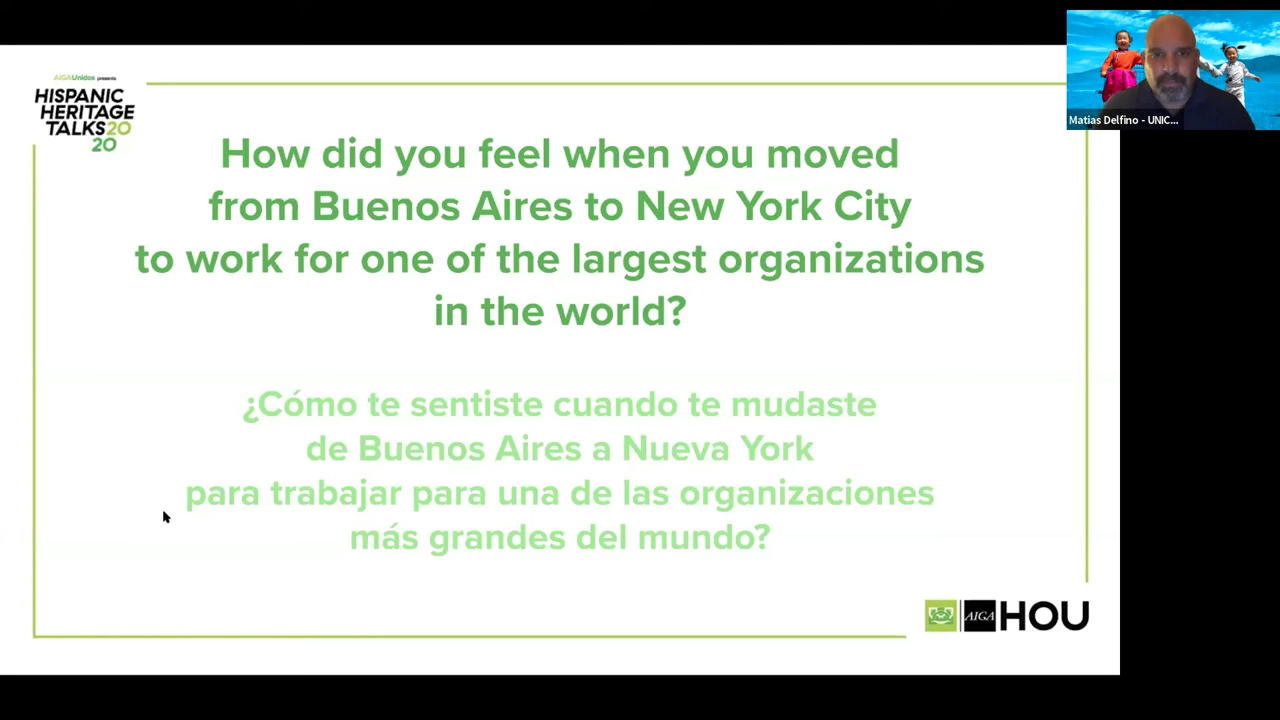 AIGAUnidos presents
HISPANIC
HERITAGE
TALKS20
20
How did you feel when you moved
from Buenos Aires to New York City
to work for one of the largest organizations
in the world?
¿Cómo te sentiste cuando te mudaste
de Buenos Aires a Nueva York
para trabajar para una de las organizaciones
más grandes del mundo?
AIGA HOU
Matias Delfino - UNIC...